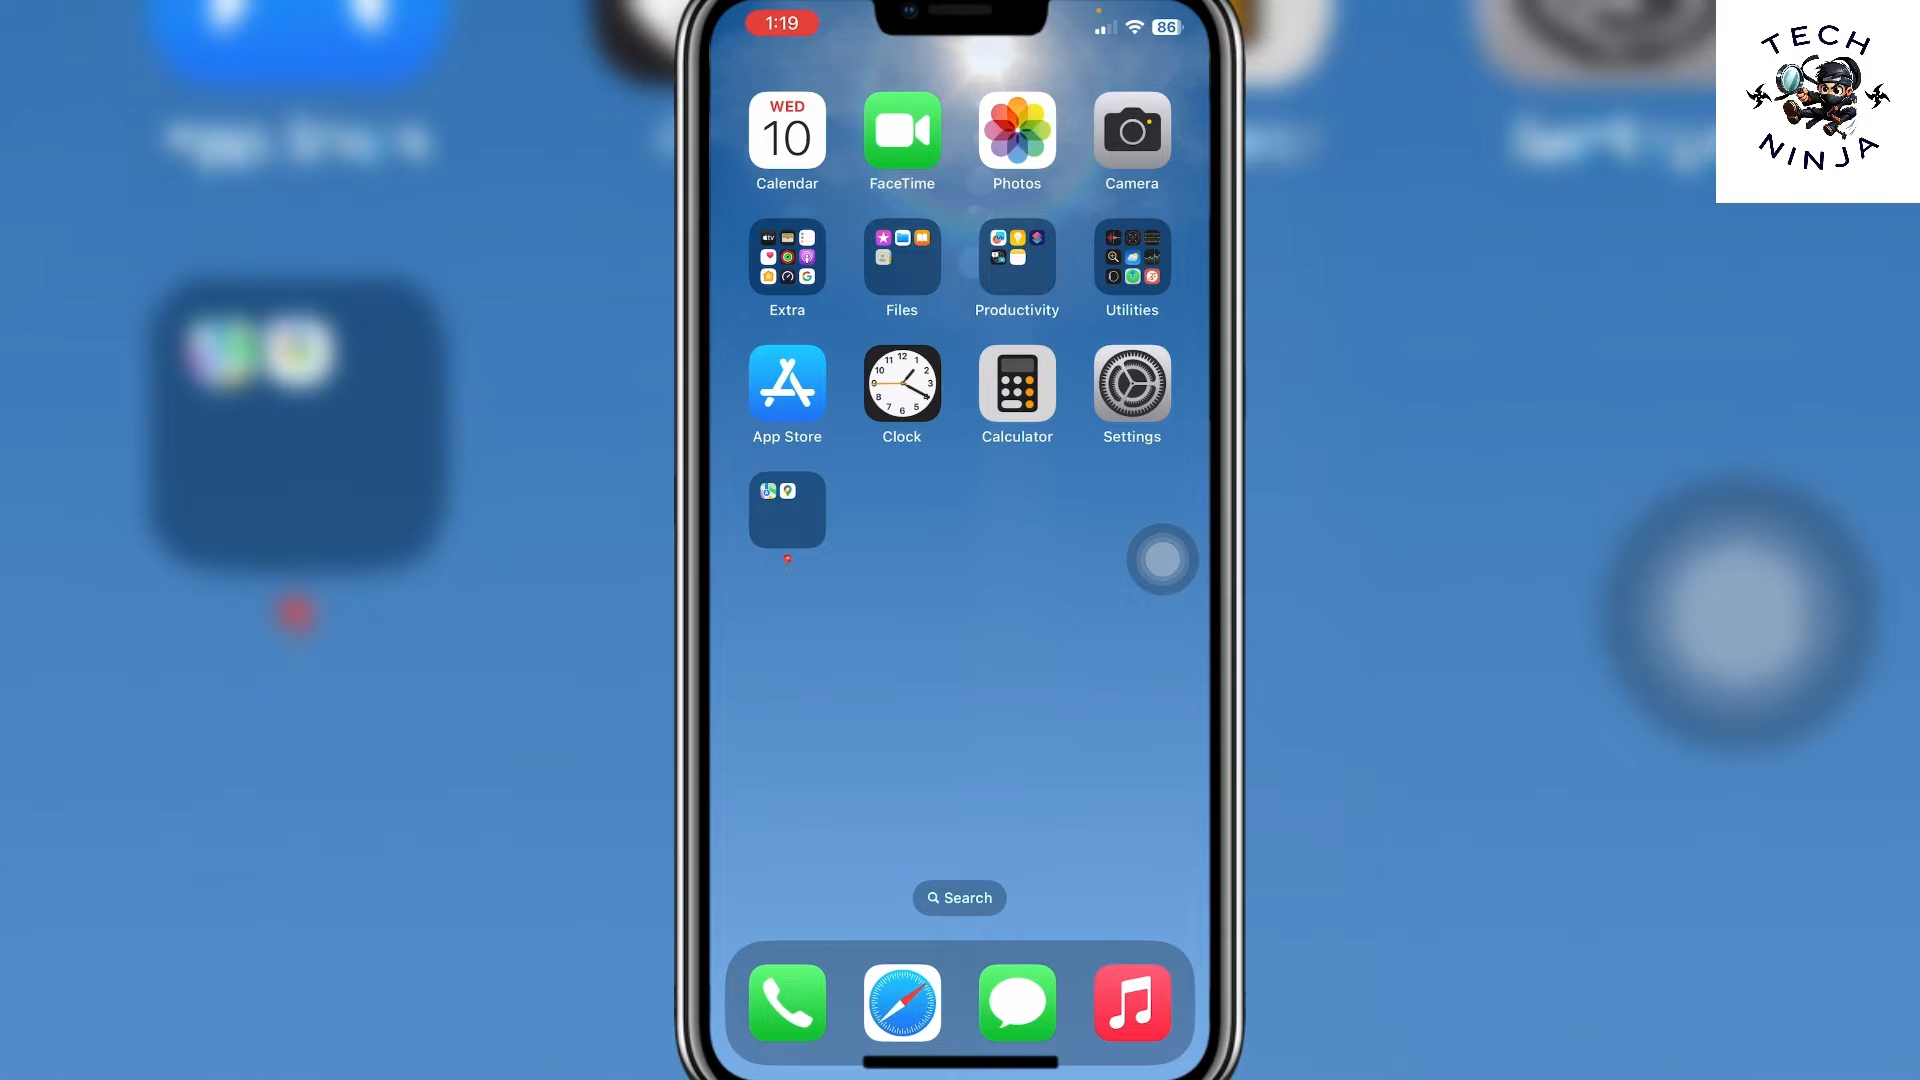 1:19
86
TECH
NINJA
WED
10
Calendar
FaceTime
Photos
Camera
Extra
Files
Productivity
Utilities
App Store
Clock
Calculator
Settings
Search